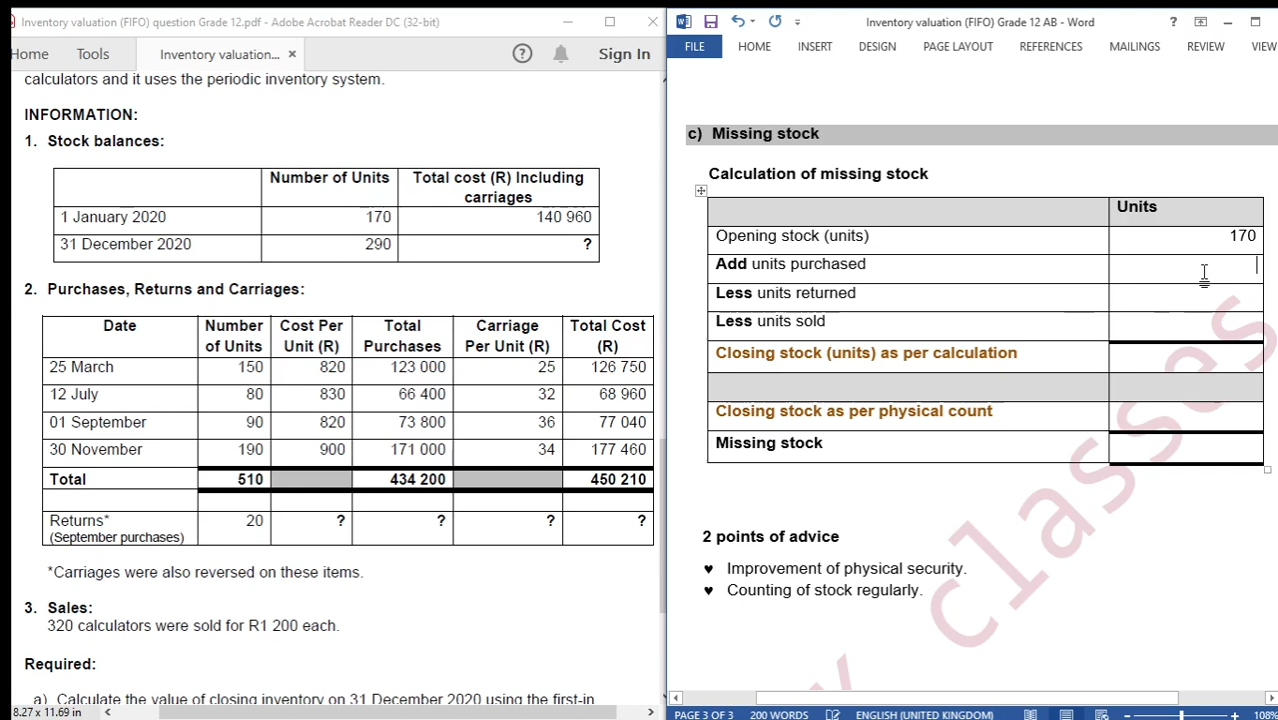 Inventory valuation (FIFO) question Grade 12.pdf - Adobe Acrobat Reader DC (32-bit)
Home Tools Inventory valuation... × ? Sign In
calculators and it uses the periodic inventory system.
INFORMATION:
1. Stock balances:
Number of Units Total cost (R) Including carriages
1 January 2020 170 140 960
31 December 2020 290 ?
2. Purchases, Returns and Carriages:
Date Number of Units Cost Per Unit (R) Total Purchases Carriage Per Unit (R) Total Cost (R)
25 March 150 820 123 000 25 126 750
12 July 80 830 66 400 32 68 960
01 September 90 820 73 800 36 77 040
30 November 190 900 171 000 34 177 460
Total 510 434 200 450 210
Returns* 20 ? ? ? ?
(September purchases)
*Carriages were also reversed on these items.
3. Sales:
320 calculators were sold for R1 200 each.
Required:
a) Calculate the value of closing inventory on 31 December 2020 using the first-in
8.27 x 11.69 in
Inventory valuation (FIFO) Grade 12 AB - Word
FILE HOME INSERT DESIGN PAGE LAYOUT REFERENCES MAILINGS REVIEW VIEW
c) Missing stock
Calculation of missing stock
Units
Opening stock (units) 170
Add units purchased
Less units returned
Less units sold
Closing stock (units) as per calculation
Closing stock as per physical count
Missing stock
2 points of advice
♥ Improvement of physical security.
♥ Counting of stock regularly.
classes
PAGE 3 OF 3 200 WORDS ENGLISH (UNITED KINGDOM) 108%